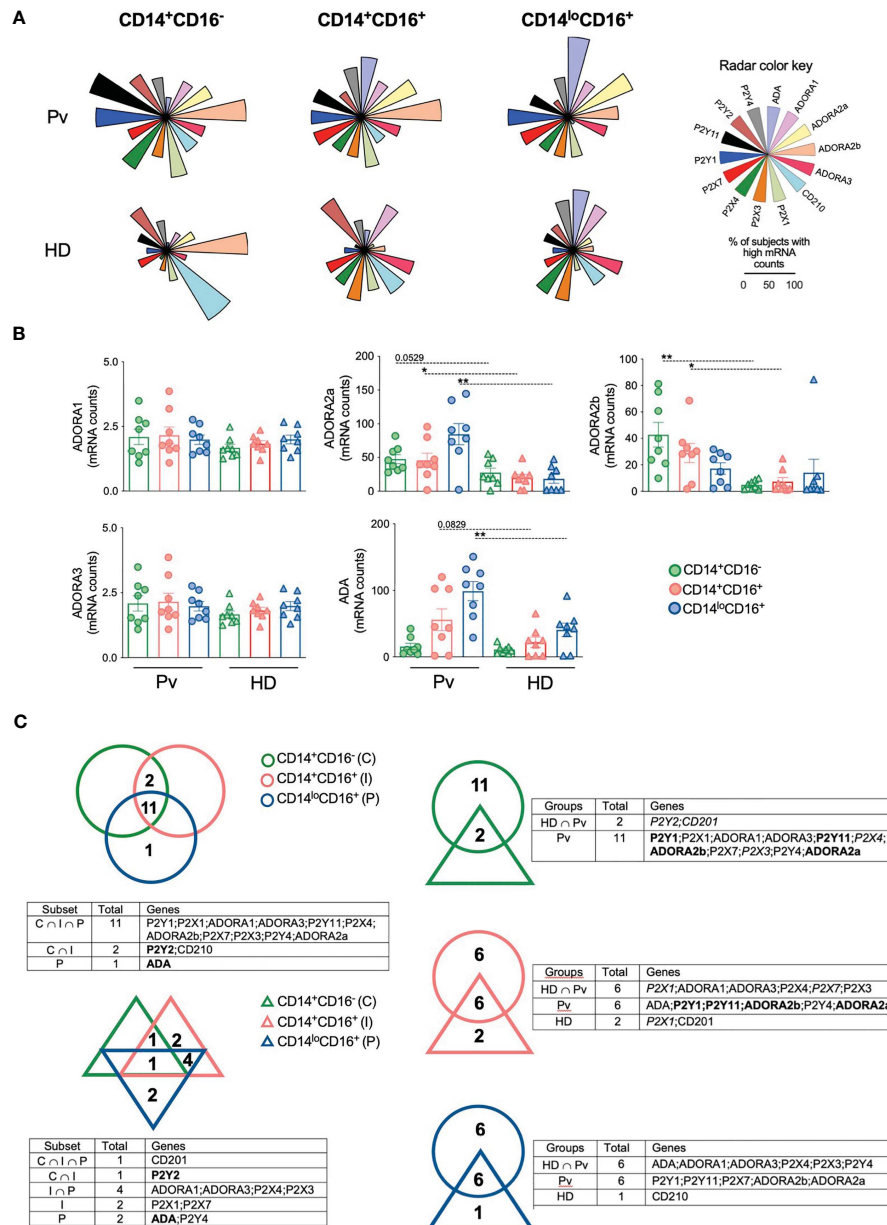 A
CD14+CD16-
CD14+CD16+
CD14loCD16+
Pv
HD
Radar color key
ADA
ADORA1
ADORA2a
ADORA2b
ADORA3
CD210
P2X1
P2X3
P2X4
P2X7
P2Y1
P2Y11
P2Y2
P2Y4
% of subjects with
high mRNA
counts
0 50 100
B
ADORA1
(mRNA counts)
5.0
2.5
0.0
ADORA2a
(mRNA counts)
200
100
0
0.0529
*
**
ADORA2b
(mRNA counts)
100
80
60
40
20
0
**
*
ADORA3
(mRNA counts)
5.0
2.5
0.0
Pv HD
ADA
(mRNA counts)
200
100
0
0.0829
**
Pv HD
CD14+CD16-
CD14+CD16+
CD14loCD16+
C
2
11
1
CD14+CD16- (C)
CD14+CD16+ (I)
CD14loCD16+ (P)
Subset Total Genes
C ∩ I ∩ P 11 P2Y1;P2X1;ADORA1;ADORA3;P2Y11;P2X4;
ADORA2b;P2X7;P2X3;P2Y4;ADORA2a
C ∩ I 2 P2Y2;CD210
P 1 ADA
1 2
1 4
2
CD14+CD16- (C)
CD14+CD16+ (I)
CD14loCD16+ (P)
Subset Total Genes
C ∩ I ∩ P 1 CD201
C ∩ I 1 P2Y2
I ∩ P 4 ADORA1;ADORA3;P2X4;P2X3
I 2 P2X1;P2X7
P 2 ADA;P2Y4
11
2
Groups Total Genes
HD ∩ Pv 2 P2Y2;CD201
Pv 11 P2Y1;P2X1;ADORA1;ADORA3;P2Y11;P2X4;
ADORA2b;P2X7;P2X3;P2Y4;ADORA2a
6
6
2
Groups Total Genes
HD ∩ Pv 6 P2X1;ADORA1;ADORA3;P2X4;P2X7;P2X3
Pv 6 ADA;P2Y1;P2Y11;ADORA2b;P2Y4;ADORA2a
HD 2 P2X1;CD201
6
6
1
Groups Total Genes
HD ∩ Pv 6 ADA;ADORA1;ADORA3;P2X4;P2X3;P2Y4
Pv 6 P2Y1;P2Y11;P2X7;ADORA2b;ADORA2a
HD 1 CD210